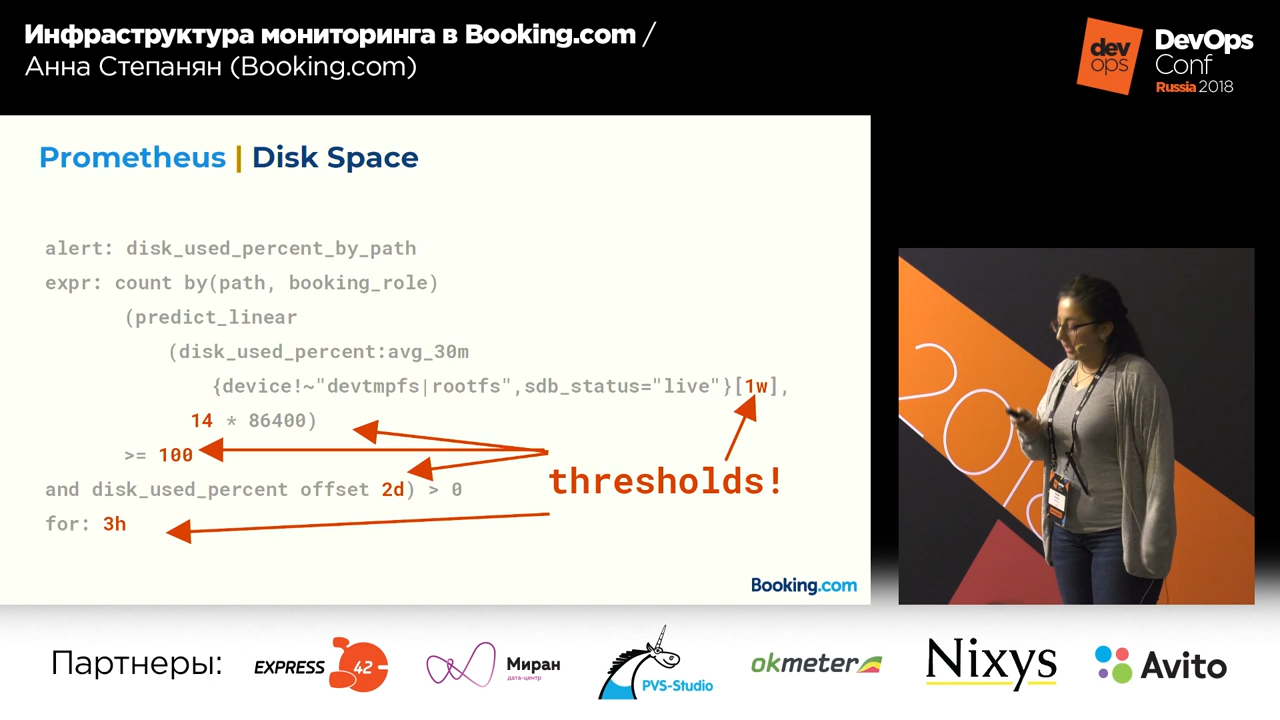 Инфраструктура мониторинга в Booking.com /
Анна Степанян (Booking.com)
dev
ops
DevOps
Conf
Russia 2018
Prometheus | Disk Space
alert: disk_used_percent_by_path
expr: count by(path, booking_role)
(predict_linear
(disk_used_percent:avg_30m
{device!~"devtmpfs|rootfs",sdb_status="live"}[1w],
14 * 86400)
>= 100
thresholds!
and disk_used_percent offset 2d) > 0
for: 3h
Booking.com
2018
Партнеры:
EXPRESS 42
Миран
дата-центр
PVS-Studio
okmeter
Nixys
Avito